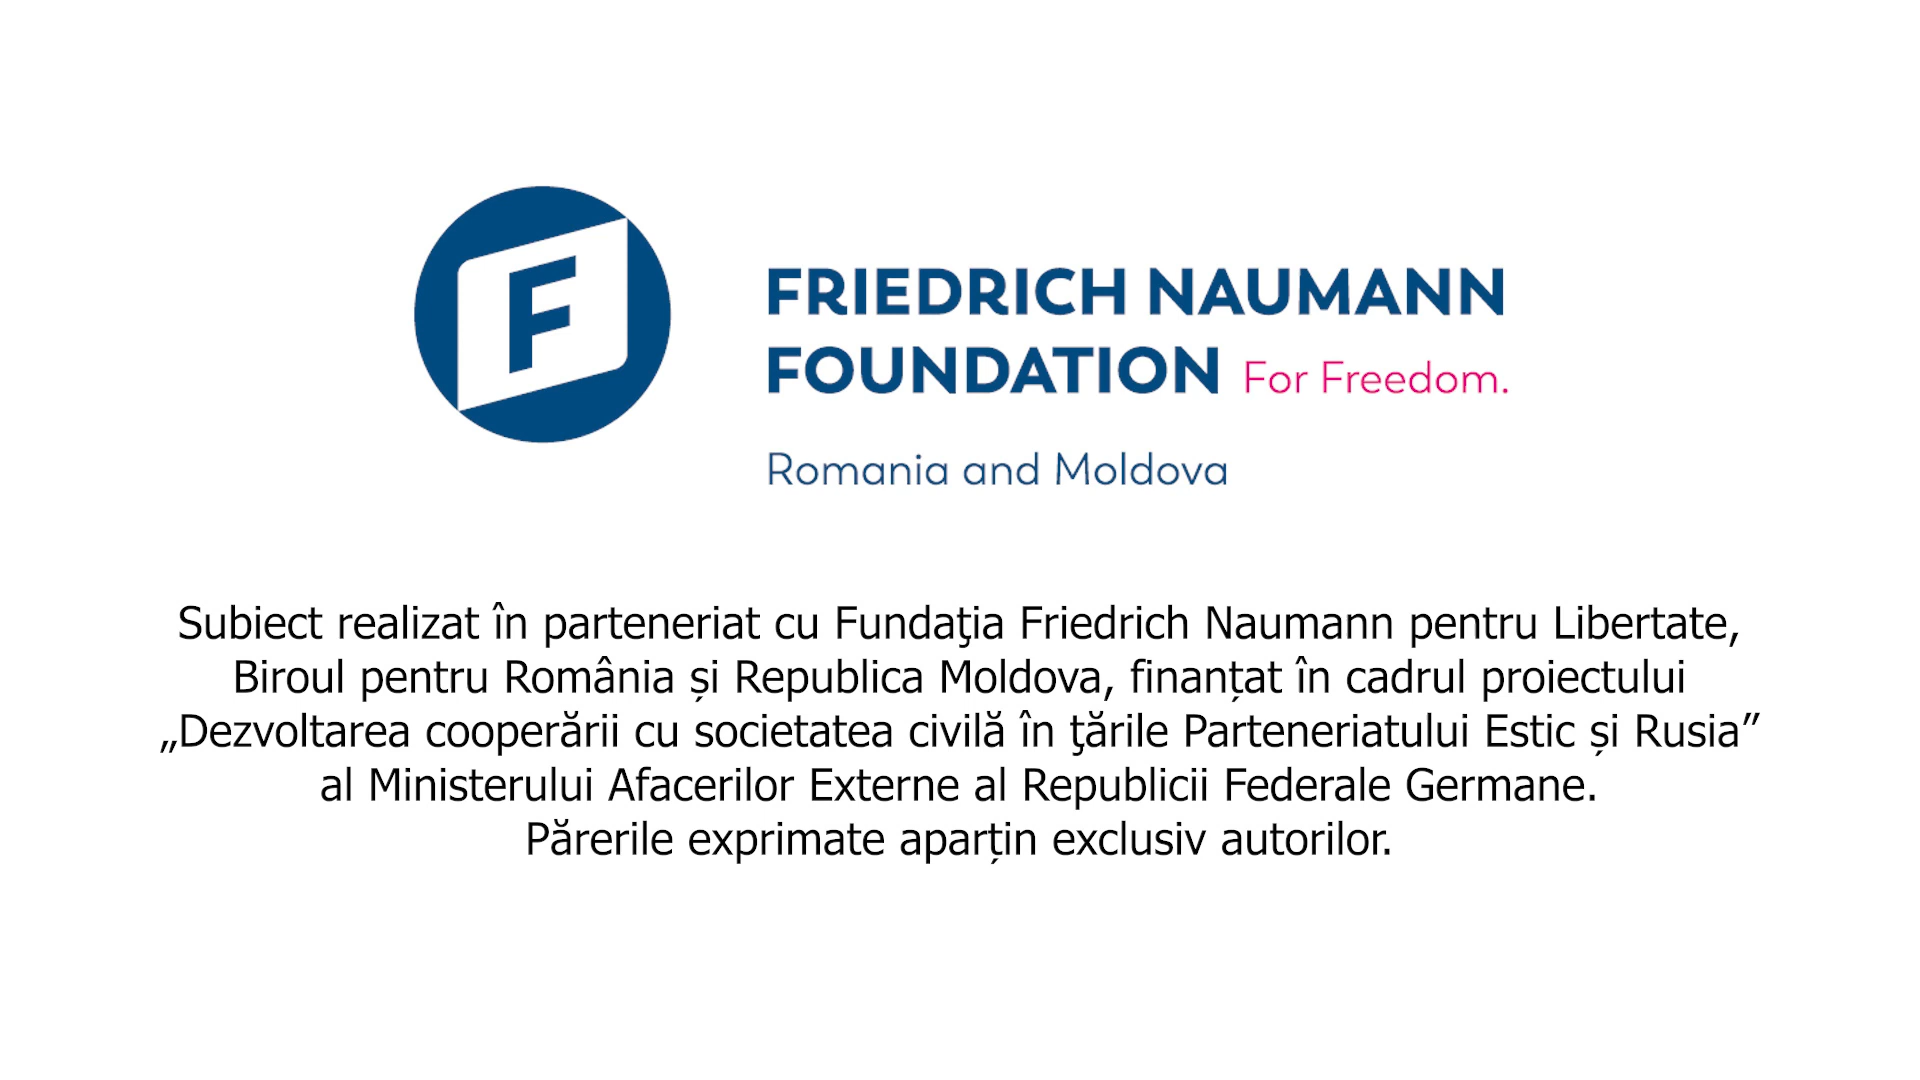 F
FRIEDRICH NAUMANN
FOUNDATION For Freedom.
Romania and Moldova
Subiect realizat în parteneriat cu Fundaţia Friedrich Naumann pentru Libertate,
Biroul pentru România și Republica Moldova, finanțat în cadrul proiectului
„Dezvoltarea cooperării cu societatea civilă în ţările Parteneriatului Estic și Rusia”
al Ministerului Afacerilor Externe al Republicii Federale Germane.
Părerile exprimate aparțin exclusiv autorilor.